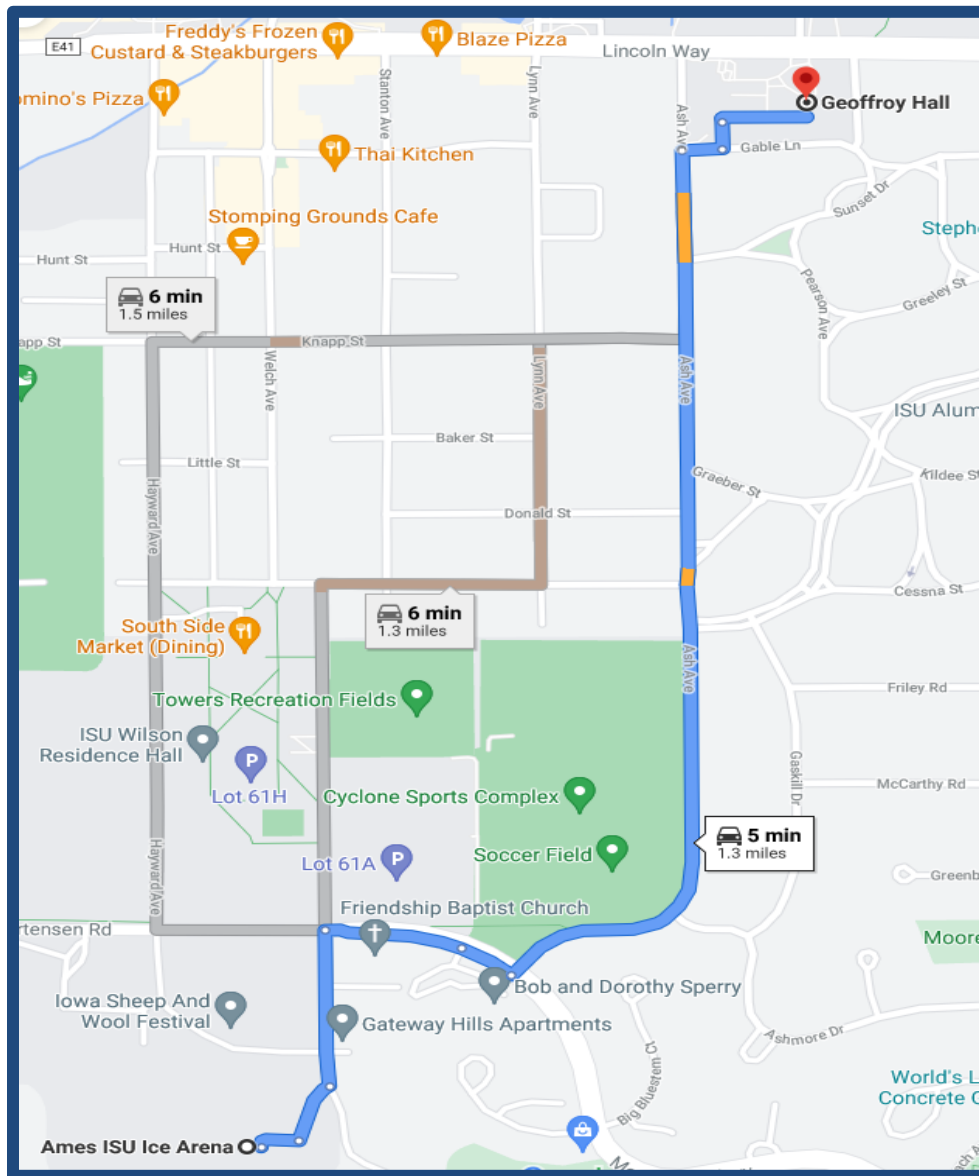 Freddy's Frozen
Custard & Steakburgers
Blaze Pizza
E41
Lincoln Way
omino's Pizza
Stanton Ave
Lynn Ave
Ash Av
Geoffroy Hall
Thai Kitchen
Gable Ln
Sunset Dr
Stomping Grounds Cafe
Steph
Hunt St
Hunt St
Pearson Ave
Greeley St
6 min
1.5 miles
app St
Knapp St
Welch Ave
Lynn Ave
Ash Ave
ISU Alum
Baker St
Little St
Graeber St
Kildee St
Hayward Ave
Donald St
Cessna St
6 min
1.3 miles
South Side
Market (Dining)
Ash Ave
Friley Rd
Towers Recreation Fields
ISU Wilson
Residence Hall
Gaskill Dr
McCarthy Rd
Lot 61H
Cyclone Sports Complex
5 min
1.3 miles
Soccer Field
Lot 61A
Hayward Ave
Greenb
Friendship Baptist Church
rtensen Rd
Moore
Bob and Dorothy Sperry
Iowa Sheep And
Wool Festival
Gateway Hills Apartments
Ashmore Dr
Big Bluestem Ct
World's L
Concrete G
Ames ISU Ice Arena